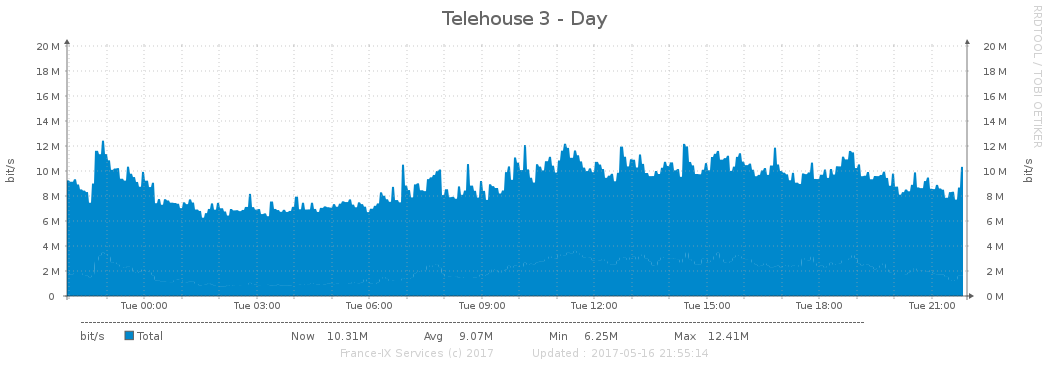 Telehouse 3 - Day
RRDTOOL / TOBI OETIKER
bit/s
bit/s
20 M 20 M
18 M 18 M
16 M 16 M
14 M 14 M
12 M 12 M
10 M 10 M
8 M 8 M
6 M 6 M
4 M 4 M
2 M 2 M
0 0 M
Tue 00:00 Tue 03:00 Tue 06:00 Tue 09:00 Tue 12:00 Tue 15:00 Tue 18:00 Tue 21:00
bit/s Total Now 10.31M Avg 9.07M Min 6.25M Max 12.41M
France-IX Services (c) 2017 Updated : 2017-05-16 21:55:14